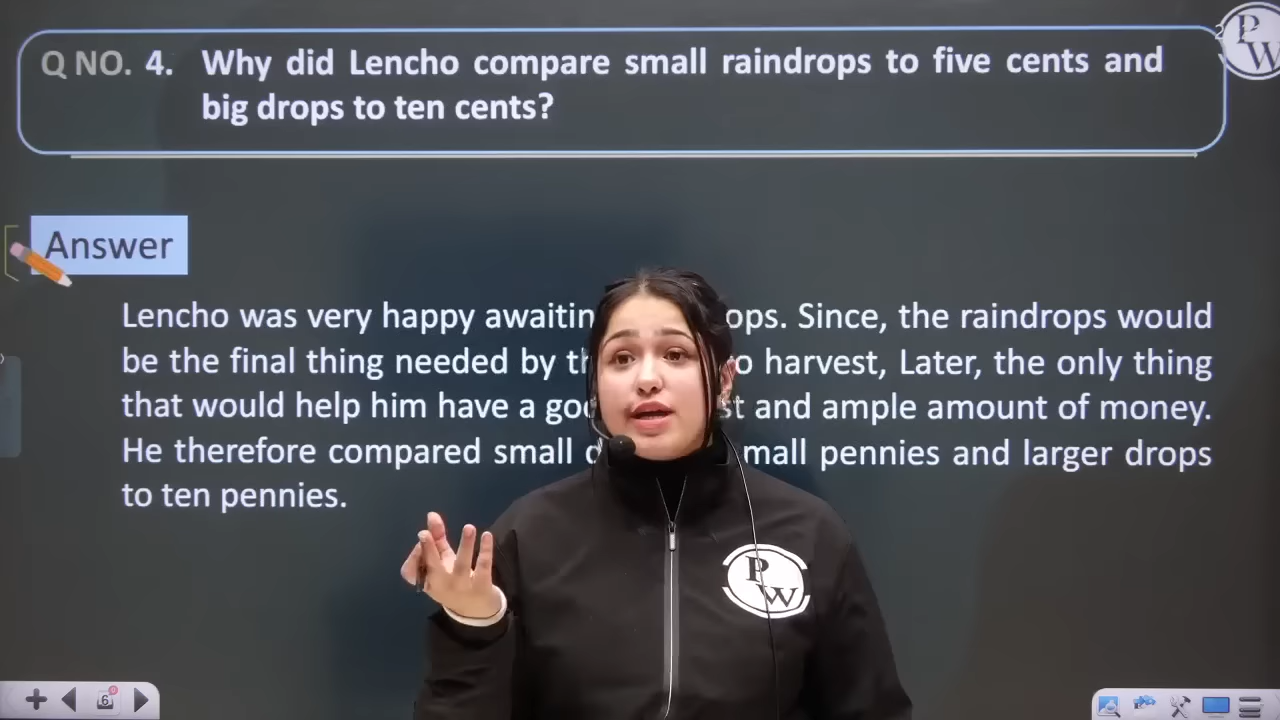 Q NO. 4. Why did Lencho compare small raindrops to five cents and
big drops to ten cents?
P
W
Answer
Lencho was very happy awaitin ops. Since, the raindrops would
be the final thing needed by th o harvest, Later, the only thing
that would help him have a goo st and ample amount of money.
He therefore compared small d mall pennies and larger drops
to ten pennies.
P
W
6